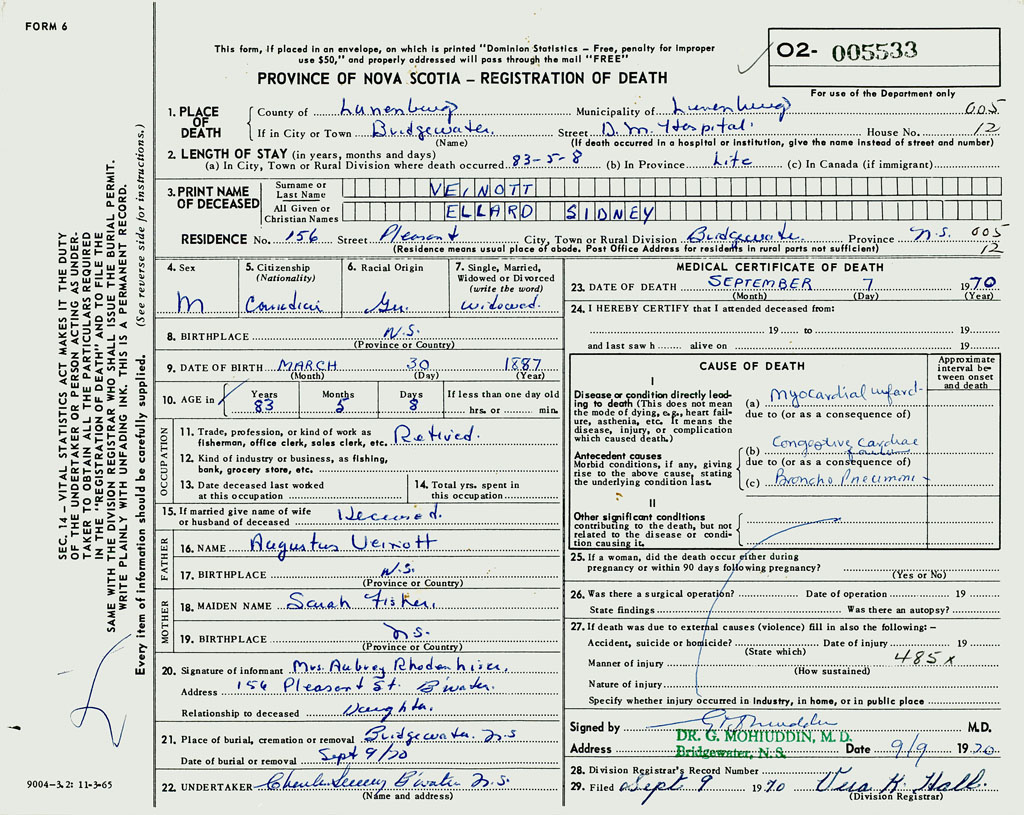 FORM 6
This form, if placed in an envelope, on which is printed "Dominion Statistics – Free, penalty for improper
use $50," and properly addressed will pass through the mail "FREE"
PROVINCE OF NOVA SCOTIA – REGISTRATION OF DEATH
02- 005533
For use of the Department only
1. PLACE OF DEATH
County of Lunenburg Municipality of Lunenburg 005
If in City or Town Bridgewater Street D.M. Hospital House No. 12
(Name) (If death occurred in a hospital or institution, give the name instead of street and number)
2. LENGTH OF STAY (in years, months and days)
(a) In City, Town or Rural Division where death occurred 83-5-8 (b) In Province Life (c) In Canada (if immigrant)
3. PRINT NAME OF DECEASED
Surname or Last Name VEINOTT
All Given or Christian Names ELLARD SIDNEY
RESIDENCE No. 156 Street Pleasant City, Town or Rural Division Bridgewater Province N.S. 005
(Residence means usual place of abode. Post Office Address for residents in rural parts not sufficient) 12
4. Sex
M
5. Citizenship
(Nationality)
Canadian
6. Racial Origin
Ger.
7. Single, Married,
Widowed or Divorced
(write the word)
widowed
8. BIRTHPLACE N.S.
(Province or Country)
9. DATE OF BIRTH MARCH 30 1887
(Month) (Day) (Year)
10. AGE in
Years Months Days If less than one day old
83 5 8 hrs. or min.
OCCUPATION
11. Trade, profession, or kind of work as
fisherman, office clerk, sales clerk, etc. Retired.
12. Kind of industry or business, as fishing,
bank, grocery store, etc.
13. Date deceased last worked
at this occupation
14. Total yrs. spent in
this occupation
15. If married give name of wife
or husband of deceased Deceased.
FATHER
16. NAME Augustus Veinott
17. BIRTHPLACE N.S.
(Province or Country)
MOTHER
18. MAIDEN NAME Sarah Fisher.
19. BIRTHPLACE N.S.
(Province or Country)
20. Signature of informant Mrs. Aubrey Rhodenhiser.
Address 156 Pleasant St. B'water.
Relationship to deceased Daughter.
21. Place of burial, cremation or removal Bridgewater. N.S
Date of burial or removal Sept 9/70
22. UNDERTAKER B'water N.S.
(Name and address)
MEDICAL CERTIFICATE OF DEATH
23. DATE OF DEATH SEPTEMBER 7 1970
(Month) (Day) (Year)
24. I HEREBY CERTIFY that I attended deceased from:
19 to 19
and last saw h alive on 19
CAUSE OF DEATH
Approximate
interval be-
tween onset
and death
I
Disease or condition directly lead-
ing to death (This does not mean
the mode of dying, e.g., heart fail-
ure, asthenia, etc. It means the
disease, injury, or complication
which caused death.)
(a) Myocardial infarct
due to (or as a consequence of)
Antecedent causes
Morbid conditions, if any, giving
rise to the above cause, stating
the underlying condition last.
(b) Congestive cardiac failure
due to (or as a consequence of)
(c) Broncho Pneumoni
II
Other significant conditions
contributing to the death, but not
related to the disease or condi-
tion causing it.
25. If a woman, did the death occur either during
pregnancy or within 90 days following pregnancy?
(Yes or No)
26. Was there a surgical operation? Date of operation 19
State findings Was there an autopsy?
27. If death was due to external causes (violence) fill in also the following: –
Accident, suicide or homicide? Date of injury 19
(State which) 485x
Manner of injury
(How sustained)
Nature of injury
Specify whether injury occurred in industry, in home, or in public place
Signed by G. Mohiuddin M.D.
DR. G. MOHIUDDIN, M. D.
Address Bridgewater, N. S. Date 9/9 1970
28. Division Registrar's Record Number
29. Filed Sept 9 1970 Vera K. Hall.
(Division Registrar)
SEC. 14 – VITAL STATISTICS ACT MAKES IT THE DUTY
OF THE UNDERTAKER OR PERSON ACTING AS UNDER-
TAKER TO OBTAIN ALL THE PARTICULARS REQUIRED
IN THE "REGISTRATION OF DEATH" AND TO FILE THE
SAME WITH THE DIVISION REGISTRAR WHO SHALL ISSUE THE BURIAL PERMIT.
WRITE PLAINLY WITH UNFADING INK. THIS IS A PERMANENT RECORD.
Every item of information should be carefully supplied. (See reverse side for instructions.)
9004-3.2: 11-3-65